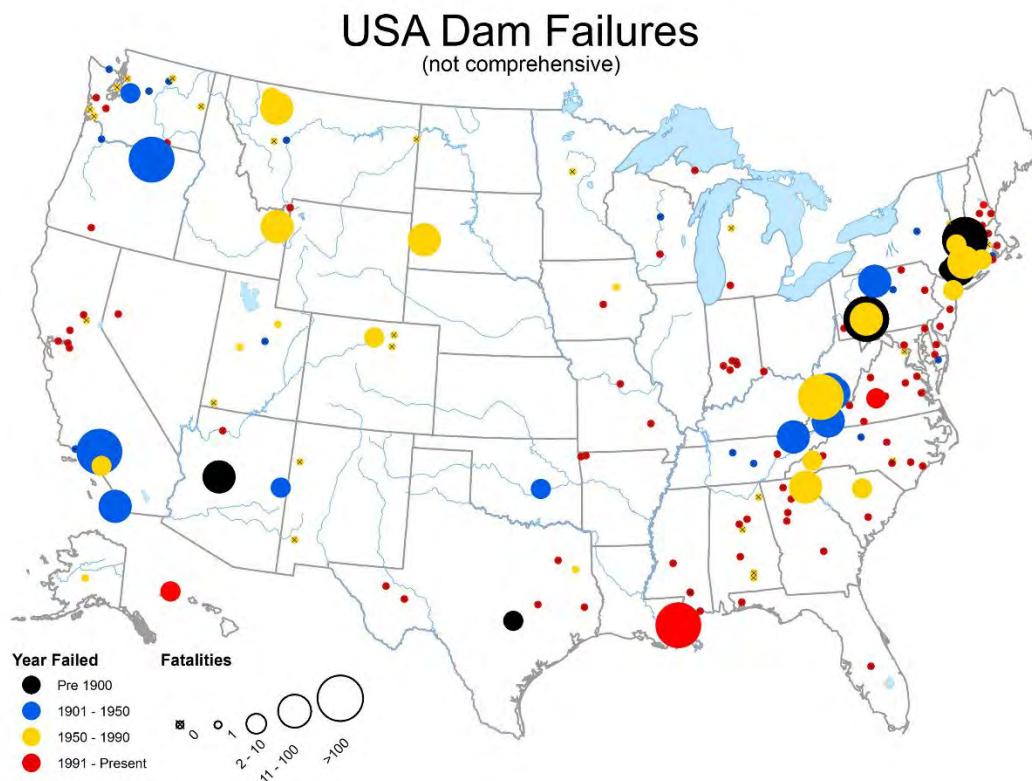 USA Dam Failures
(not comprehensive)
Year Failed
Fatalities
Pre 1900
1901 - 1950
1950 - 1990
1991 - Present
0
1
2 - 10
11 - 100
>100